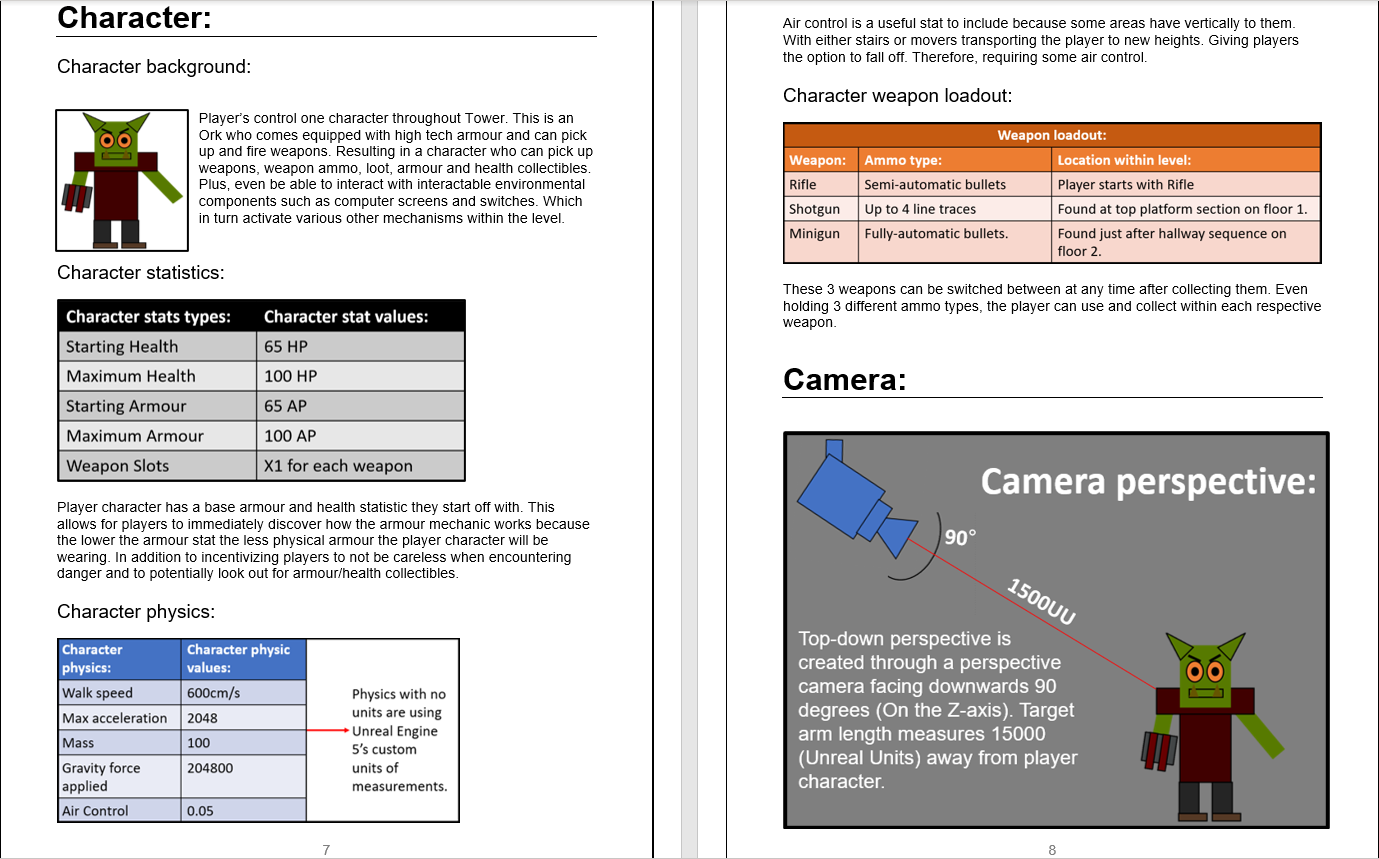 Character:
Character background:
Player’s control one character throughout Tower. This is an
Ork who comes equipped with high tech armour and can pick
up and fire weapons. Resulting in a character who can pick up
weapons, weapon ammo, loot, armour and health collectibles.
Plus, even be able to interact with interactable environmental
components such as computer screens and switches. Which
in turn activate various other mechanisms within the level.
Character statistics:
Character stats types: Character stat values:
Starting Health 65 HP
Maximum Health 100 HP
Starting Armour 65 AP
Maximum Armour 100 AP
Weapon Slots X1 for each weapon
Player character has a base armour and health statistic they start off with. This
allows for players to immediately discover how the armour mechanic works because
the lower the armour stat the less physical armour the player character will be
wearing. In addition to incentivizing players to not be careless when encountering
danger and to potentially look out for armour/health collectibles.
Character physics:
Character
physics:
Character physic
values:
Walk speed 600cm/s
Max acceleration 2048
Mass 100
Gravity force
applied
204800
Air Control 0.05
Physics with no
units are using
Unreal Engine
5’s custom
units of
measurements.
7
Air control is a useful stat to include because some areas have vertically to them.
With either stairs or movers transporting the player to new heights. Giving players
the option to fall off. Therefore, requiring some air control.
Character weapon loadout:
Weapon loadout:
Weapon: Ammo type: Location within level:
Rifle Semi-automatic bullets Player starts with Rifle
Shotgun Up to 4 line traces Found at top platform section on floor 1.
Minigun Fully-automatic bullets. Found just after hallway sequence on
floor 2.
These 3 weapons can be switched between at any time after collecting them. Even
holding 3 different ammo types, the player can use and collect within each respective
weapon.
Camera:
Camera perspective:
90°
1500UU
Top-down perspective is
created through a perspective
camera facing downwards 90
degrees (On the Z-axis). Target
arm length measures 15000
(Unreal Units) away from player
character.
8